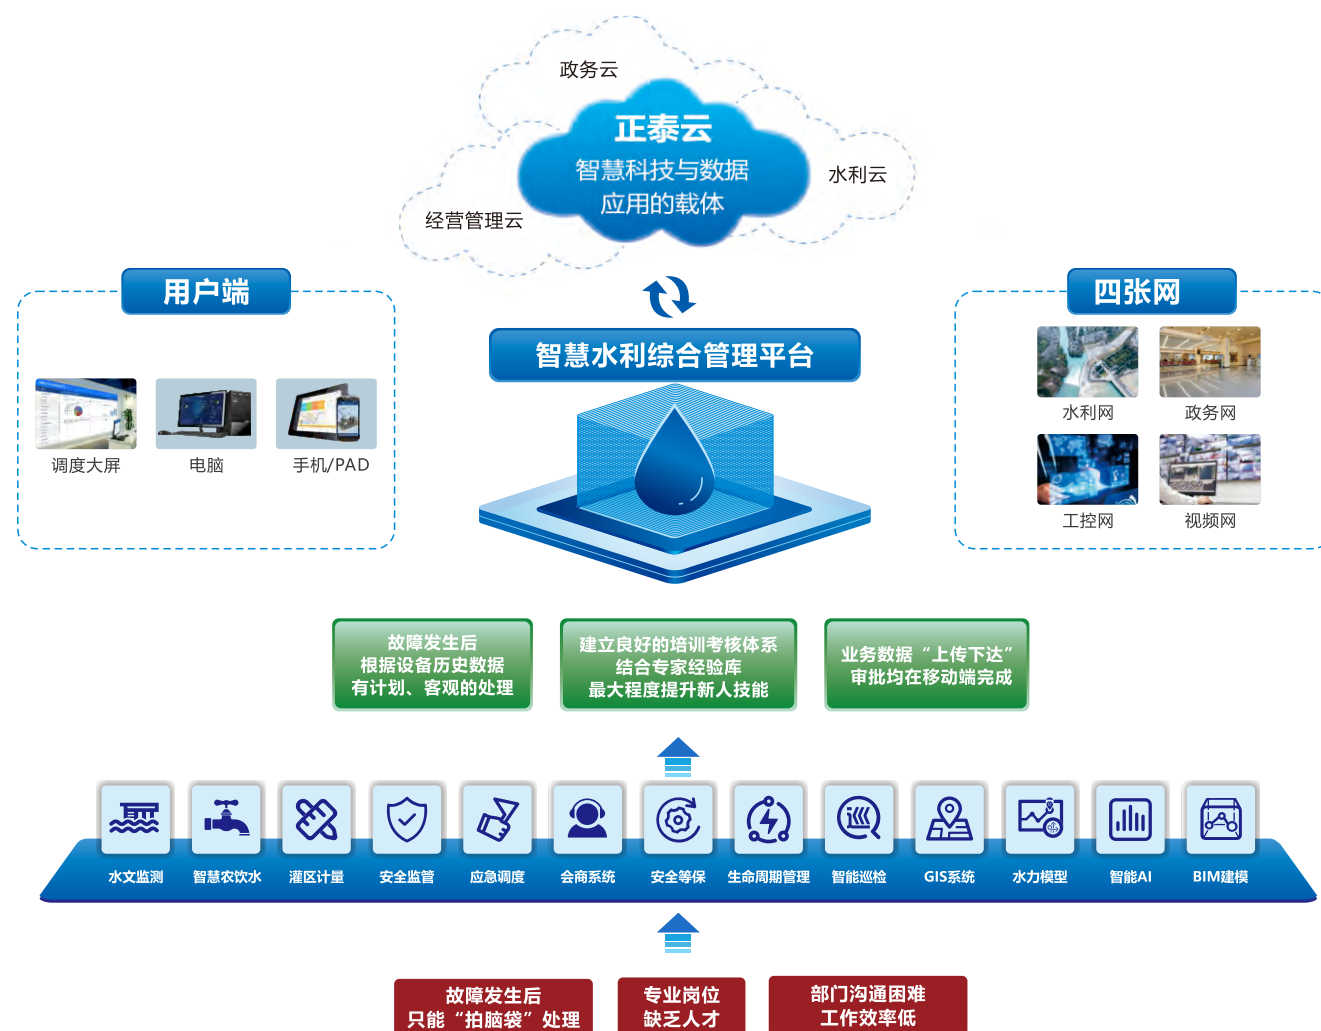 政务云
正泰云
智慧科技与数据
应用的载体
水利云
经营管理云
用户端
调度大屏
电脑
手机/PAD
智慧水利综合管理平台
四张网
水利网
政务网
工控网
视频网
故障发生后
根据设备历史数据
有计划、客观的处理
建立良好的培训考核体系
结合专家经验库
最大程度提升新人技能
业务数据“上传下达”
审批均在移动端完成
水文监测
智慧农饮水
灌区计量
安全监管
应急调度
会商系统
安全等保
生命周期管理
智能巡检
GIS系统
水力模型
智能AI
BIM建模
故障发生后
只能“拍脑袋”处理
专业岗位
缺乏人才
部门沟通困难
工作效率低